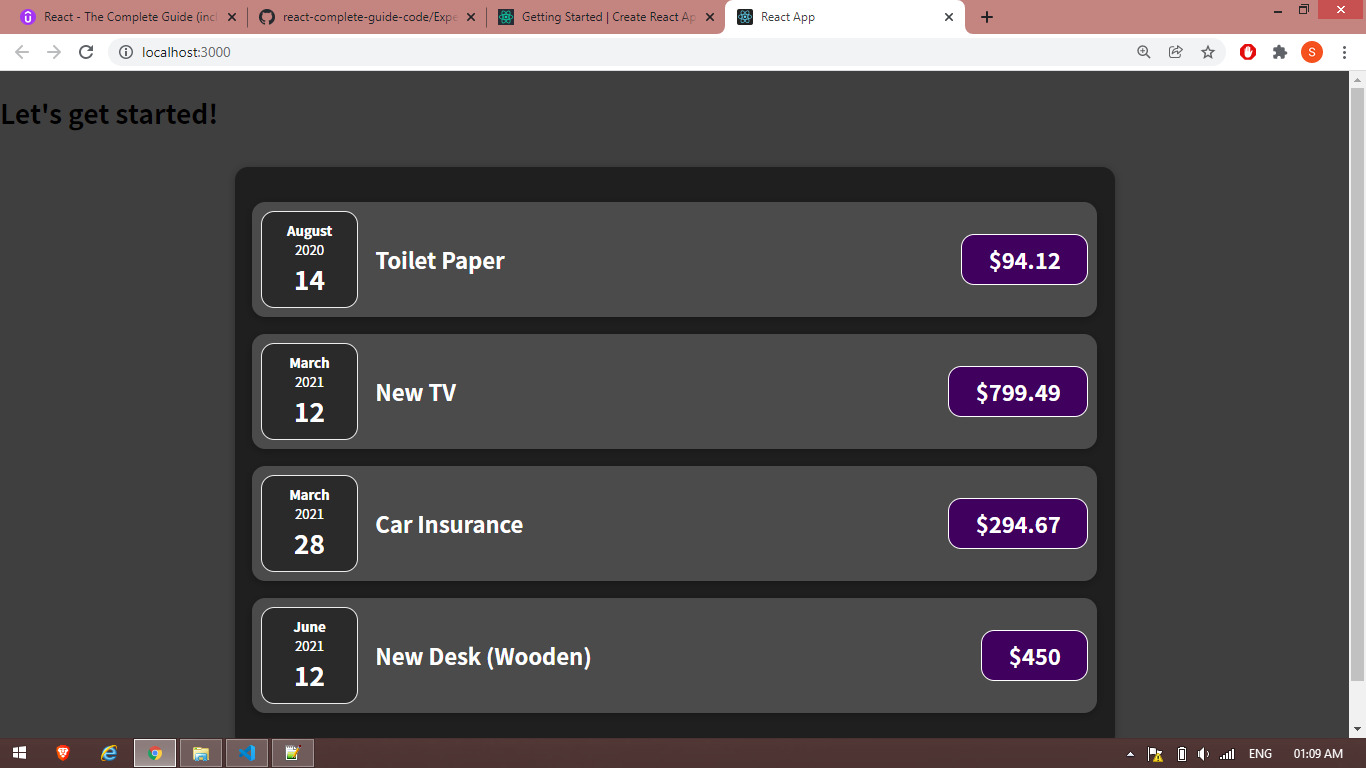 React - The Complete Guide (incl
react-complete-guide-code/Expe
Getting Started | Create React Ap
React App
localhost:3000
S
Let's get started!
August
2020
14
Toilet Paper
$94.12
March
2021
12
New TV
$799.49
March
2021
28
Car Insurance
$294.67
June
2021
12
New Desk (Wooden)
$450
ENG
01:09 AM